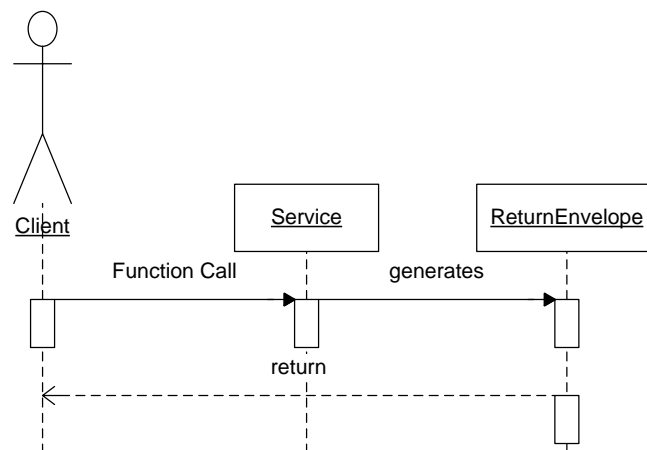 Client
Service
ReturnEnvelope
Function Call
generates
return